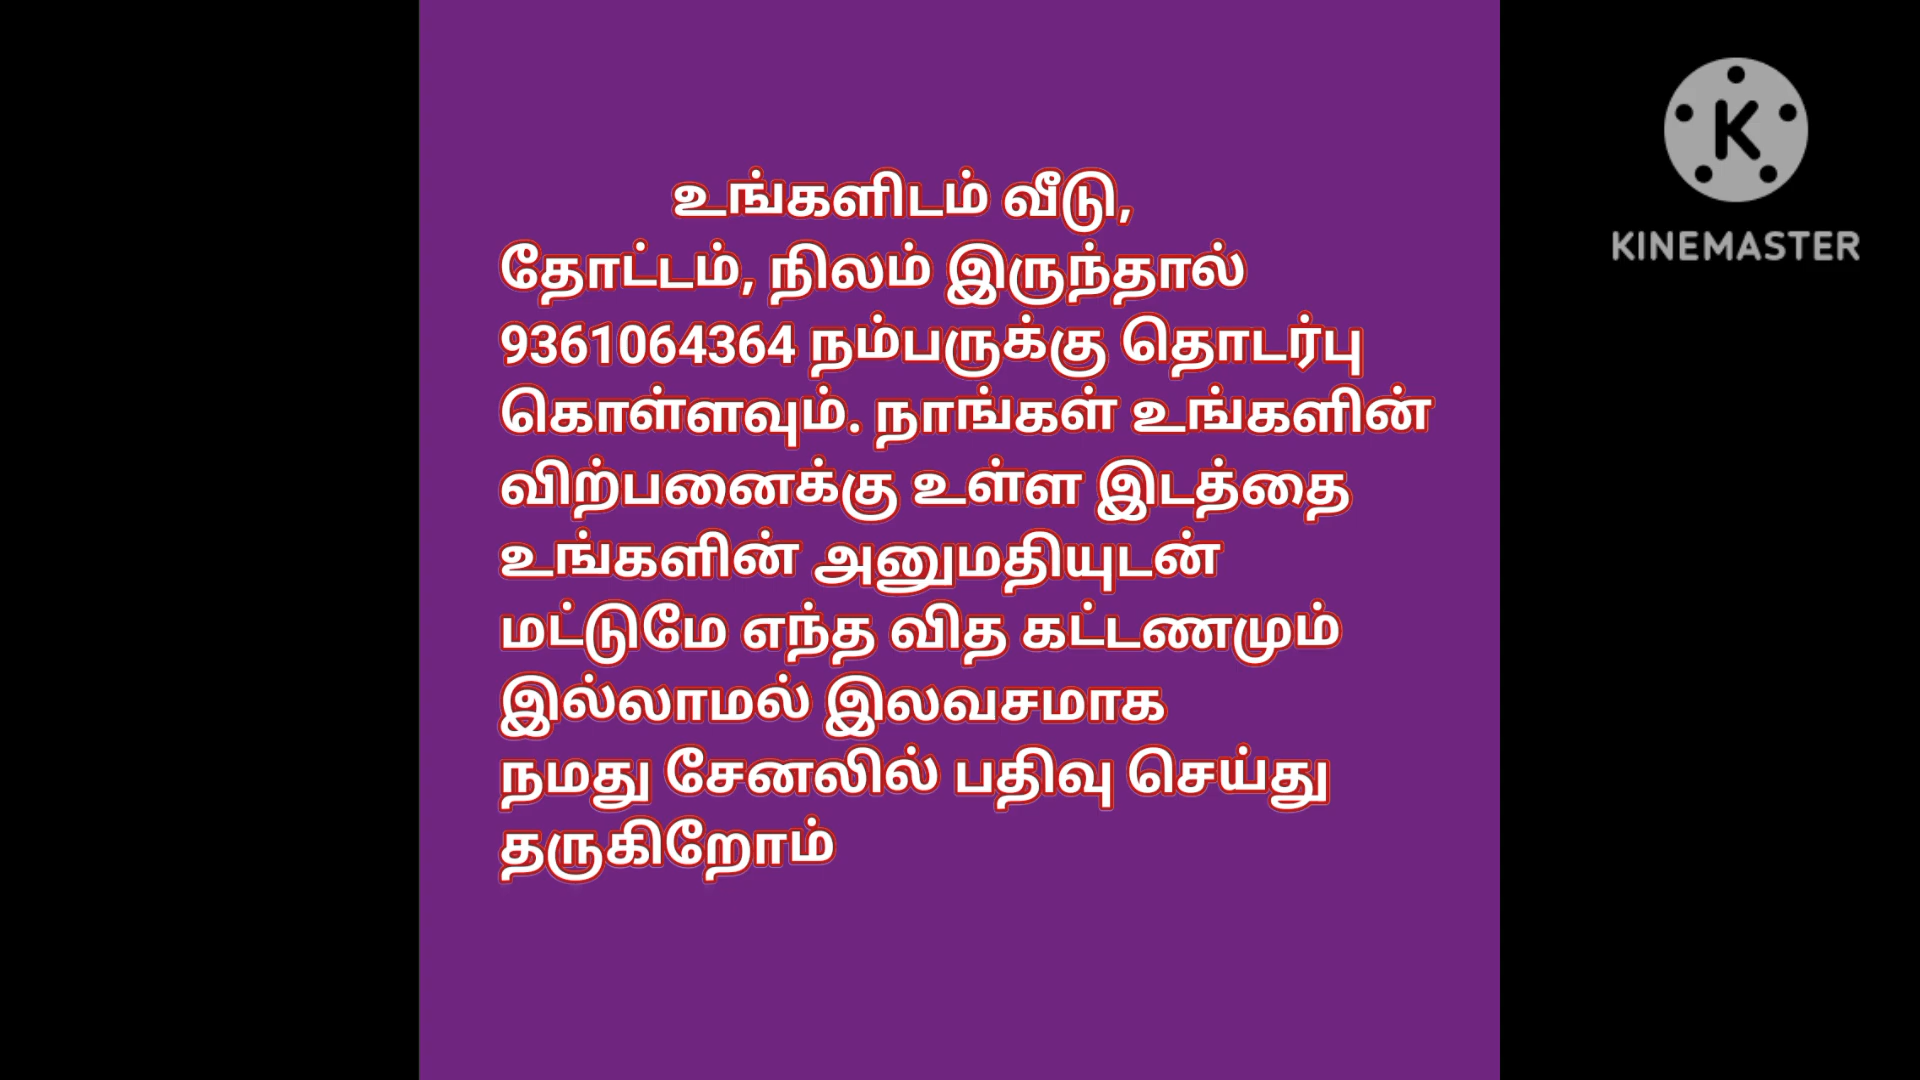 உங்களிடம் வீடு,
தோட்டம், நிலம் இருந்தால்
9361064364 நம்பருக்கு தொடர்பு
கொள்ளவும். நாங்கள் உங்களின்
விற்பனைக்கு உள்ள இடத்தை
உங்களின் அனுமதியுடன்
மட்டுமே எந்த வித கட்டணமும்
இல்லாமல் இலவசமாக
நமது சேனலில் பதிவு செய்து
தருகிறோம்
K
KINEMASTER